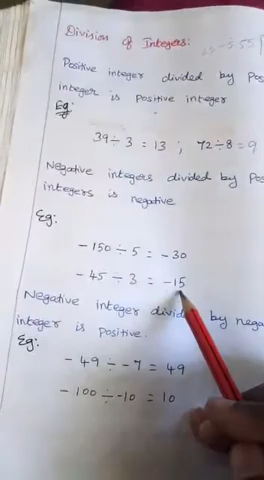 Division of Integers:
Positive integer divided by Pos
integer is Positive integer
Eg:
39÷3 = 13 ; 72÷8 = 9
Negative integers divided by Pos
integers is negative
Eg:
-150 ÷ 5 = -30
-45 ÷ 3 = -15
Negative integer divide by nega
integer is positive.
Eg:
-49 ÷ -7 = 49
-100 ÷ -10 = 10